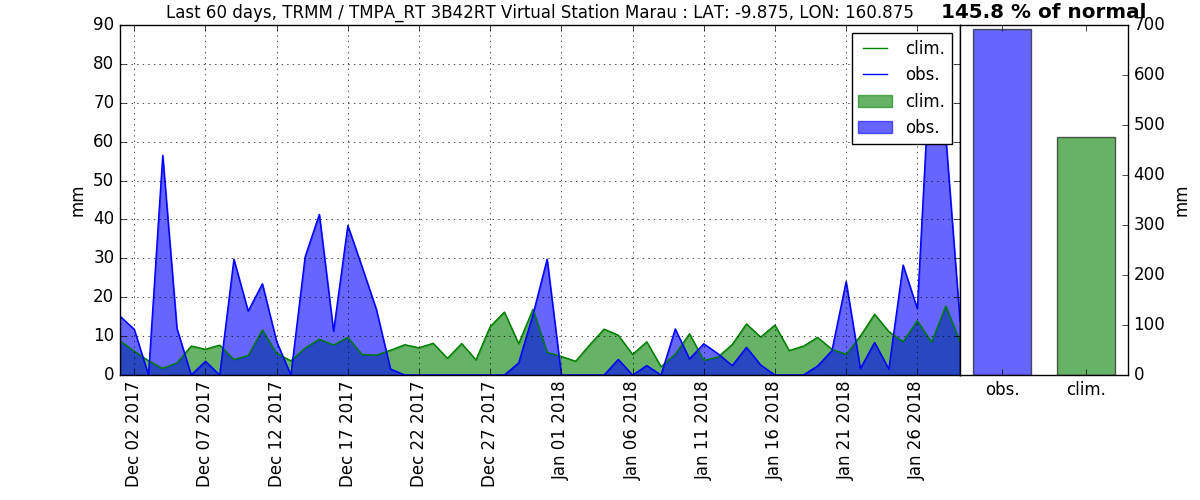 Last 60 days, TRMM / TMPA_RT 3B42RT Virtual Station Marau : LAT: -9.875, LON: 160.875
145.8 % of normal
90
80
70
60
50
40
30
20
10
0
mm
clim.
obs.
clim.
obs.
Dec 02 2017
Dec 07 2017
Dec 12 2017
Dec 17 2017
Dec 22 2017
Dec 27 2017
Jan 01 2018
Jan 06 2018
Jan 11 2018
Jan 16 2018
Jan 21 2018
Jan 26 2018
700
600
500
400
300
200
100
0
mm
obs.
clim.